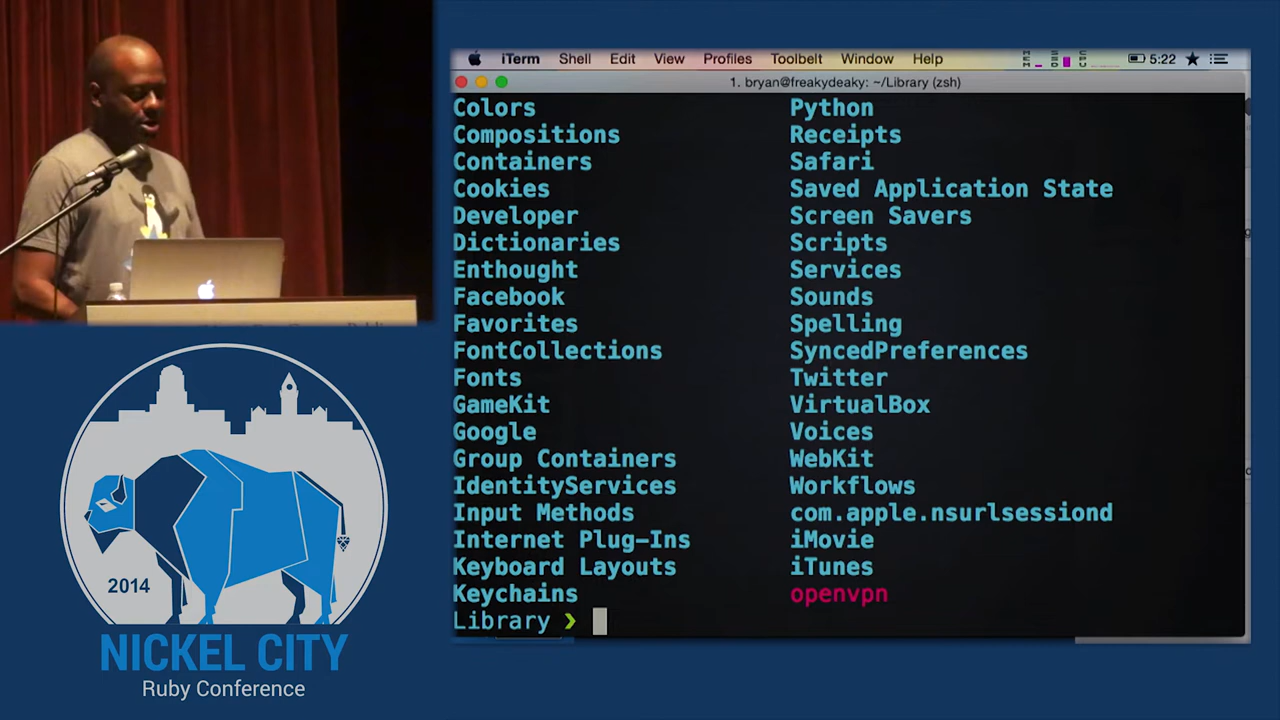 iTerm Shell Edit View Profiles Toolbelt Window Help 5:22
1. bryan@freakydeaky: ~/Library (zsh)
Colors Python
Compositions Receipts
Containers Safari
Cookies Saved Application State
Developer Screen Savers
Dictionaries Scripts
Enthought Services
Facebook Sounds
Favorites Spelling
FontCollections SyncedPreferences
Fonts Twitter
GameKit VirtualBox
Google Voices
Group Containers WebKit
IdentityServices Workflows
Input Methods com.apple.nsurlsessiond
Internet Plug-Ins iMovie
Keyboard Layouts iTunes
Keychains openvpn
Library ❯
2014
NICKEL CITY
Ruby Conference